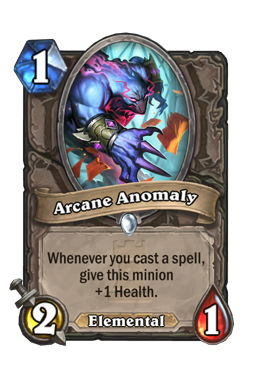 1
Arcane Anomaly
Whenever you cast a spell,
give this minion
+1 Health.
2
Elemental
1